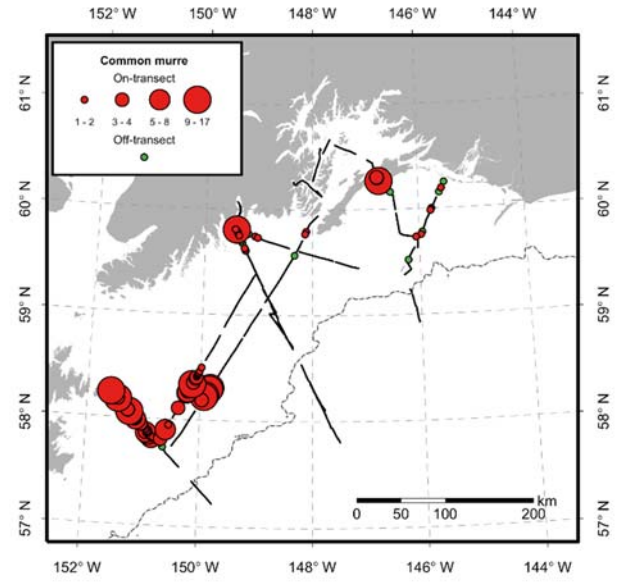 152° W 150° W 148° W 146° W 144° W
Common murre
On-transect
1 - 2 3 - 4 5 - 8 9 - 17
Off-transect
61° N 61° N
60° N 60° N
59° N 59° N
58° N 58° N
57° N 57° N
km
0 50 100 200
152° W 150° W 148° W 146° W 144° W